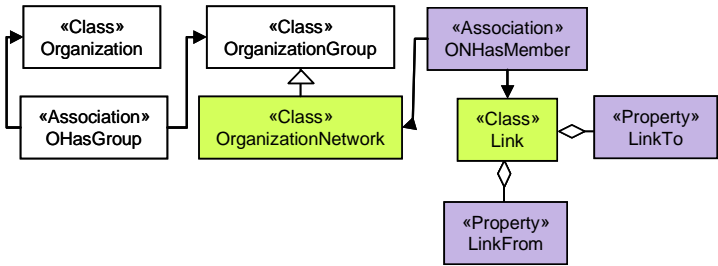 «Class»
Organization
«Class»
OrganizationGroup
«Association»
ONHasMember
«Association»
OHasGroup
«Class»
OrganizationNetwork
«Class»
Link
«Property»
LinkTo
«Property»
LinkFrom